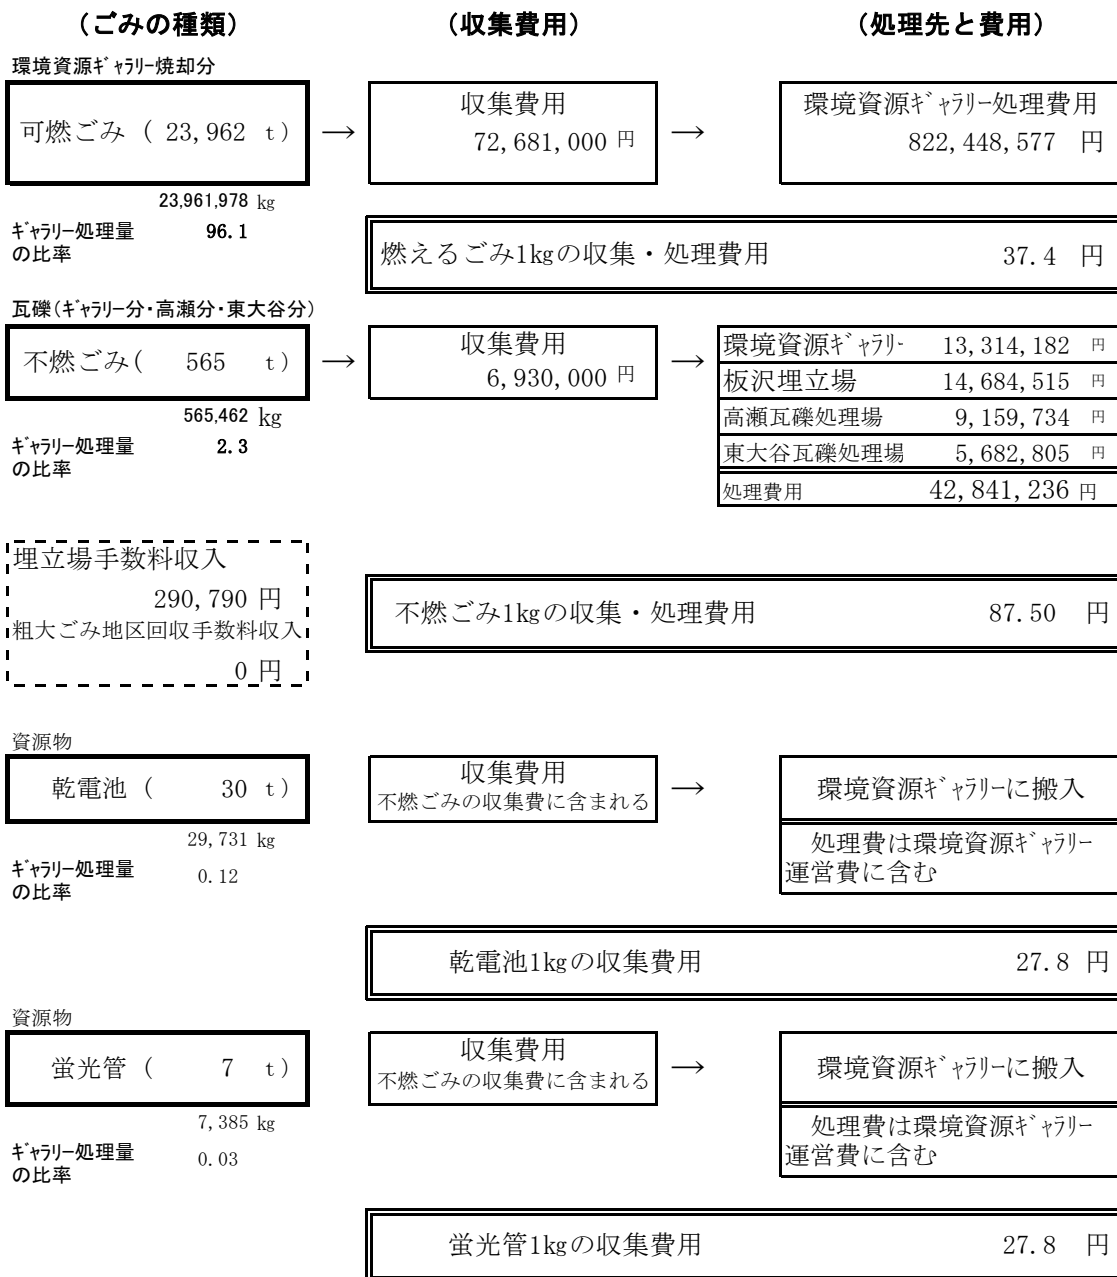 （ごみの種類） （収集費用） （処理先と費用）
環境資源ｷﾞｬﾗﾘｰ焼却分
可燃ごみ （ 23,962 ｔ） → 収集費用 72,681,000 円 → 環境資源ｷﾞｬﾗﾘｰ処理費用 822,448,577 円
23,961,978 kg
ｷﾞｬﾗﾘｰ処理量の比率 96.1
燃えるごみ1kgの収集・処理費用 37.4 円
瓦礫(ｷﾞｬﾗﾘｰ分・高瀬分・東大谷分)
不燃ごみ（ 565 ｔ） → 収集費用 6,930,000 円 →
環境資源ｷﾞｬﾗﾘｰ 13,314,182 円
板沢埋立場 14,684,515 円
高瀬瓦礫処理場 9,159,734 円
東大谷瓦礫処理場 5,682,805 円
処理費用 42,841,236 円
565,462 kg
ｷﾞｬﾗﾘｰ処理量の比率 2.3
埋立場手数料収入
290,790 円
粗大ごみ地区回収手数料収入
0 円
不燃ごみ1kgの収集・処理費用 87.50 円
資源物
乾電池（ 30 ｔ） 収集費用 不燃ごみの収集費に含まれる → 環境資源ｷﾞｬﾗﾘｰに搬入
処理費は環境資源ｷﾞｬﾗﾘｰ
運営費に含む
29,731 kg
ｷﾞｬﾗﾘｰ処理量の比率 0.12
乾電池1kgの収集費用 27.8 円
資源物
蛍光管（ 7 ｔ） 収集費用 不燃ごみの収集費に含まれる → 環境資源ｷﾞｬﾗﾘｰに搬入
処理費は環境資源ｷﾞｬﾗﾘｰ
運営費に含む
7,385 kg
ｷﾞｬﾗﾘｰ処理量の比率 0.03
蛍光管1kgの収集費用 27.8 円